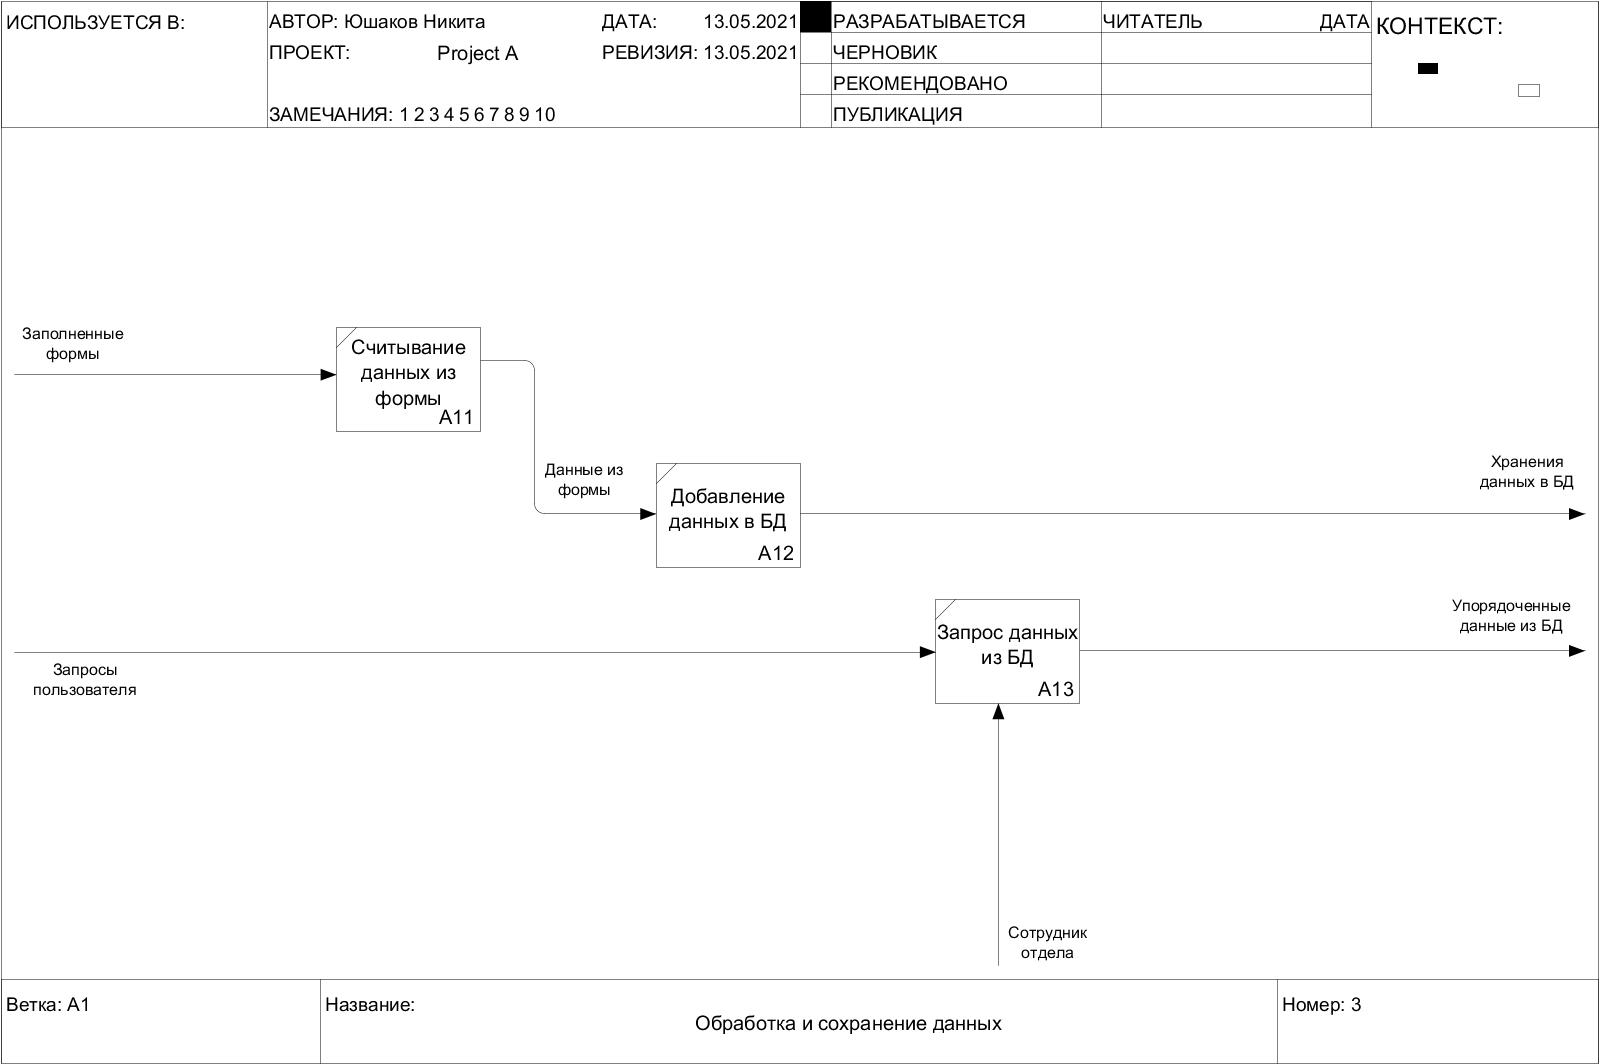 ИСПОЛЬЗУЕТСЯ В:
АВТОР: Юшаков Никита
ДАТА: 13.05.2021
ПРОЕКТ: Project A
РЕВИЗИЯ: 13.05.2021
ЗАМЕЧАНИЯ: 1 2 3 4 5 6 7 8 9 10
РАЗРАБАТЫВАЕТСЯ
ЧЕРНОВИК
РЕКОМЕНДОВАНО
ПУБЛИКАЦИЯ
ЧИТАТЕЛЬ
ДАТА
КОНТЕКСТ:
Заполненные
формы
Считывание
данных из
формы
A11
Данные из
формы
Добавление
данных в БД
A12
Хранения
данных в БД
Запросы
пользователя
Запрос данных
из БД
A13
Упорядоченные
данные из БД
Сотрудник
отдела
Ветка: A1
Название:
Обработка и сохранение данных
Номер: 3